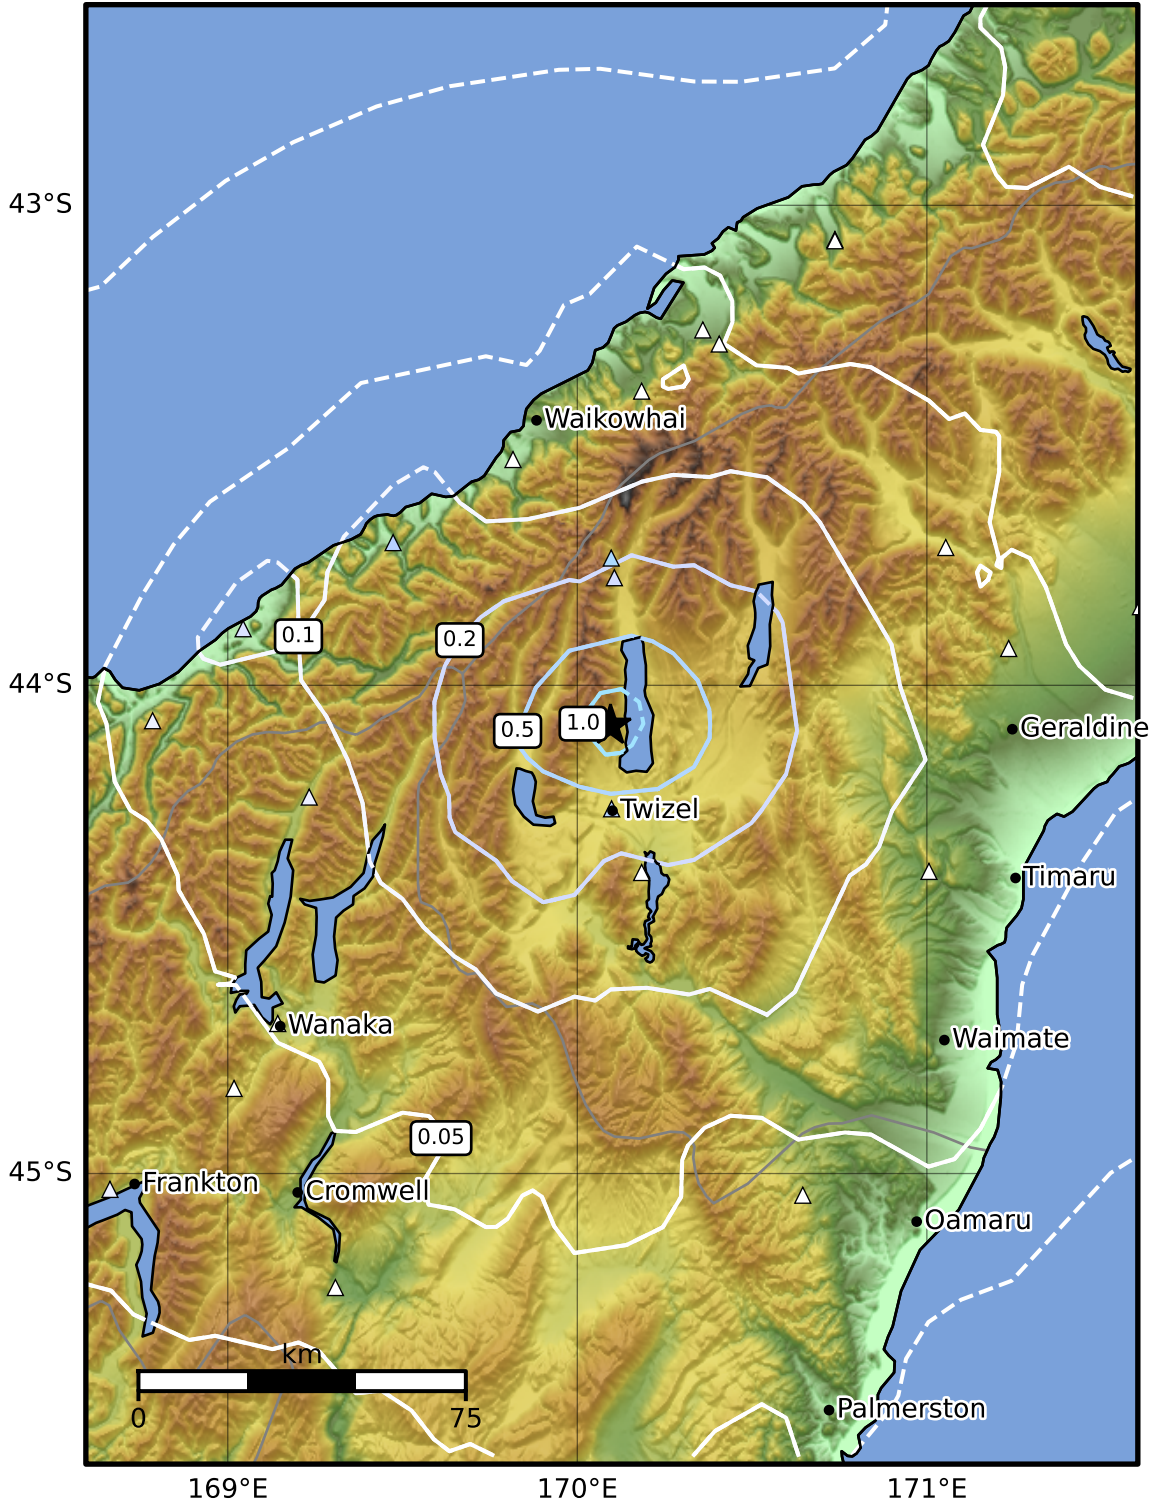 43°S
Waikowhai
0.1
0.2
44°S
0.5
1.0
Geraldine
Twizel
Timaru
Wanaka
Waimate
0.05
45°S
Frankton
Cromwell
Oamaru
km
0
75
Palmerston
169°E
170°E
171°E